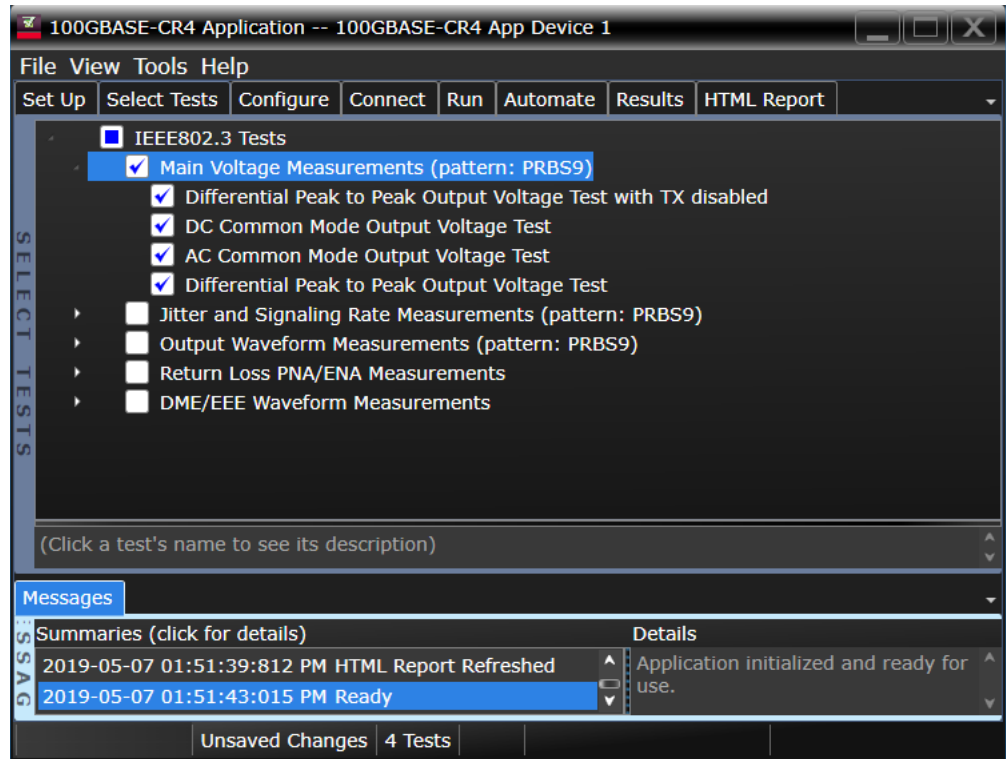 100GBASE-CR4 Application -- 100GBASE-CR4 App Device 1
File View Tools Help
Set Up Select Tests Configure Connect Run Automate Results HTML Report
SELECT TESTS
IEEE802.3 Tests
Main Voltage Measurements (pattern: PRBS9)
Differential Peak to Peak Output Voltage Test with TX disabled
DC Common Mode Output Voltage Test
AC Common Mode Output Voltage Test
Differential Peak to Peak Output Voltage Test
Jitter and Signaling Rate Measurements (pattern: PRBS9)
Output Waveform Measurements (pattern: PRBS9)
Return Loss PNA/ENA Measurements
DME/EEE Waveform Measurements
(Click a test's name to see its description)
Messages
SSAG
Summaries (click for details) Details
2019-05-07 01:51:39:812 PM HTML Report Refreshed
2019-05-07 01:51:43:015 PM Ready
Application initialized and ready for
use.
Unsaved Changes 4 Tests